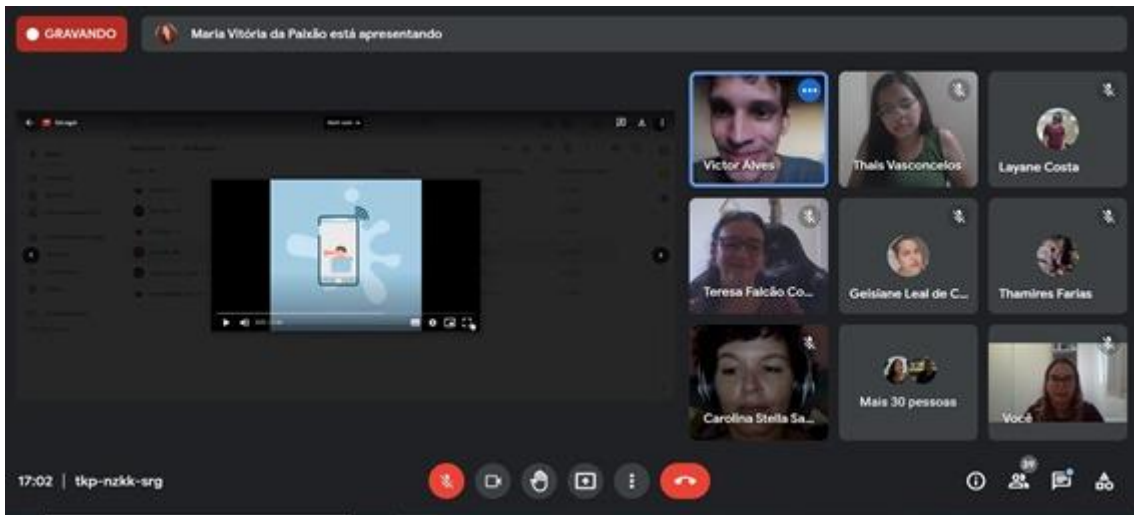 GRAVANDO
Maria Vitória da Paixão está apresentando
Victor Alves
Thais Vasconcelos
Layane Costa
Teresa Falcão Co...
Geisiane Leal de C...
Thamires Farias
Carolina Stella Sa...
Mais 30 pessoas
Você
17:02 | tkp-nzkk-srg
39